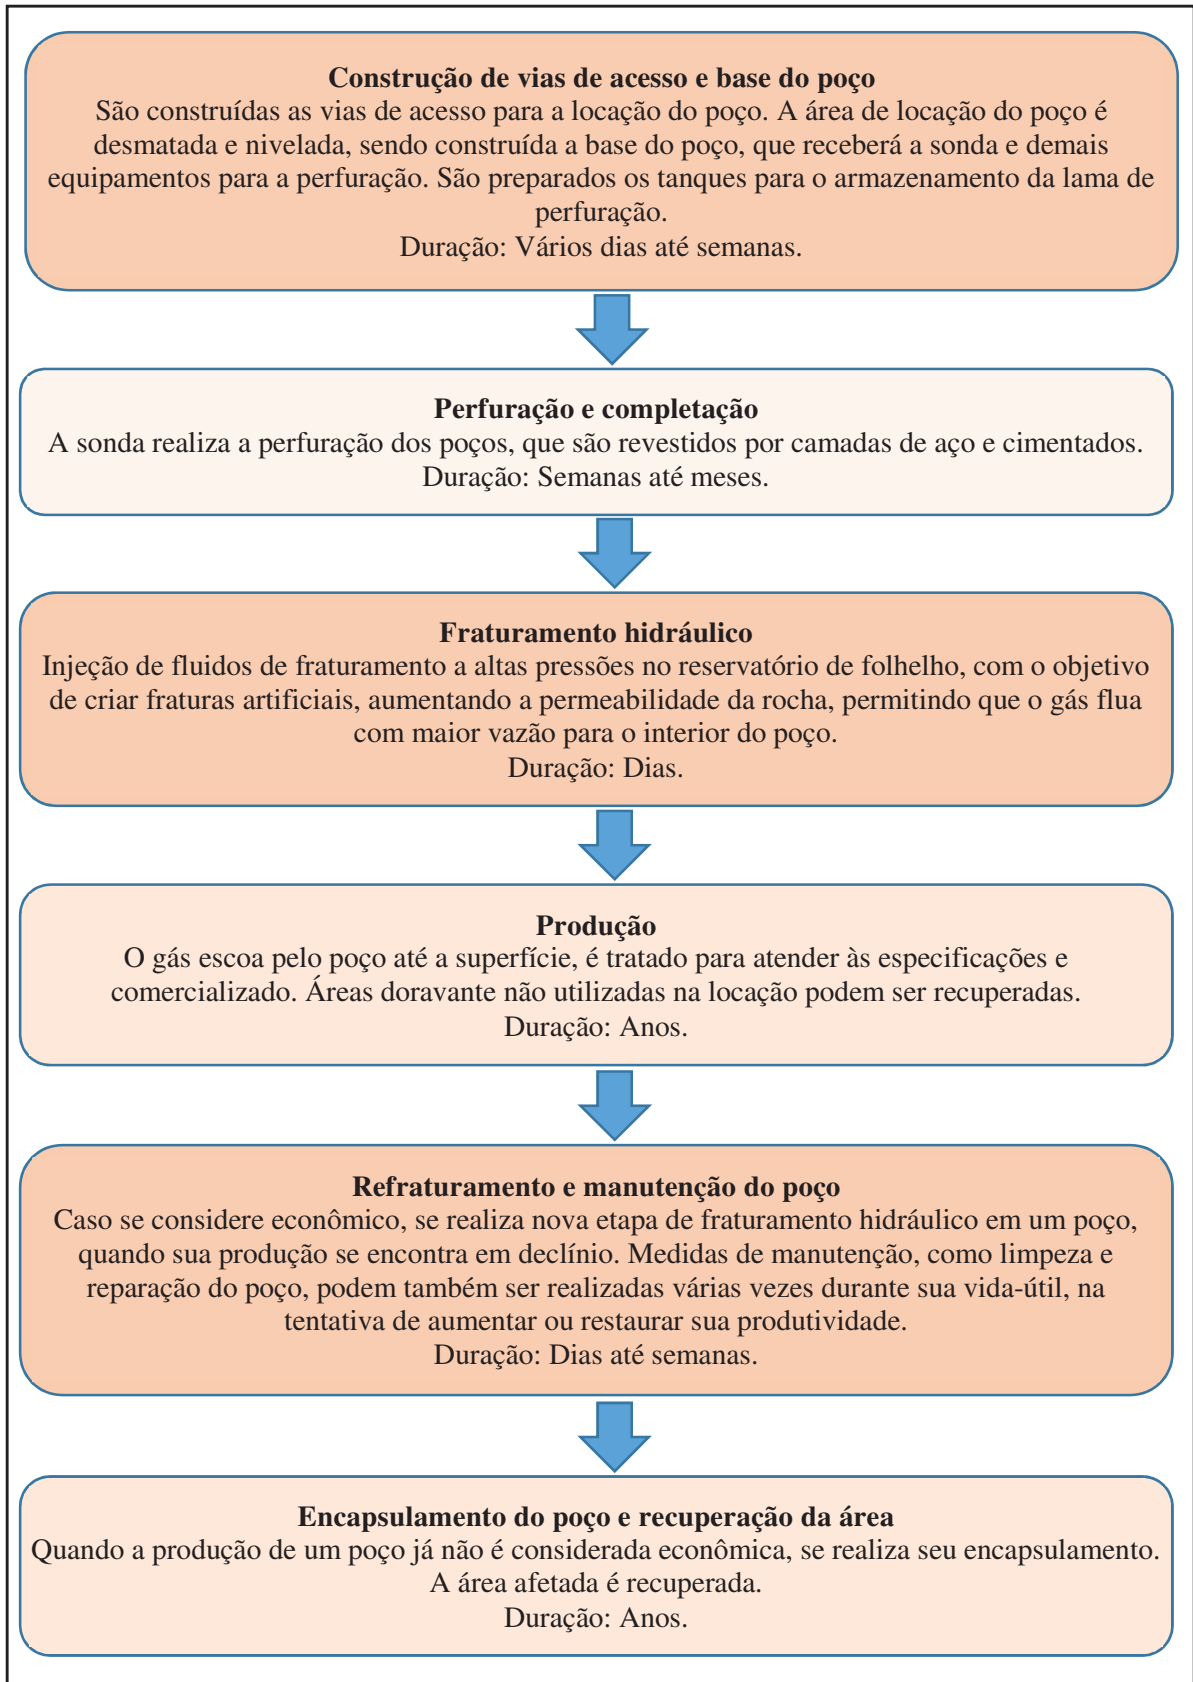 Construção de vias de acesso e base do poço
São construídas as vias de acesso para a locação do poço. A área de locação do poço é
desmatada e nivelada, sendo construída a base do poço, que receberá a sonda e demais
equipamentos para a perfuração. São preparados os tanques para o armazenamento da lama de
perfuração.
Duração: Vários dias até semanas.
Perfuração e completação
A sonda realiza a perfuração dos poços, que são revestidos por camadas de aço e cimentados.
Duração: Semanas até meses.
Fraturamento hidráulico
Injeção de fluidos de fraturamento a altas pressões no reservatório de folhelho, com o objetivo
de criar fraturas artificiais, aumentando a permeabilidade da rocha, permitindo que o gás flua
com maior vazão para o interior do poço.
Duração: Dias.
Produção
O gás escoa pelo poço até a superfície, é tratado para atender às especificações e
comercializado. Áreas doravante não utilizadas na locação podem ser recuperadas.
Duração: Anos.
Refraturamento e manutenção do poço
Caso se considere econômico, se realiza nova etapa de fraturamento hidráulico em um poço,
quando sua produção se encontra em declínio. Medidas de manutenção, como limpeza e
reparação do poço, podem também ser realizadas várias vezes durante sua vida-útil, na
tentativa de aumentar ou restaurar sua produtividade.
Duração: Dias até semanas.
Encapsulamento do poço e recuperação da área
Quando a produção de um poço já não é considerada econômica, se realiza seu encapsulamento.
A área afetada é recuperada.
Duração: Anos.